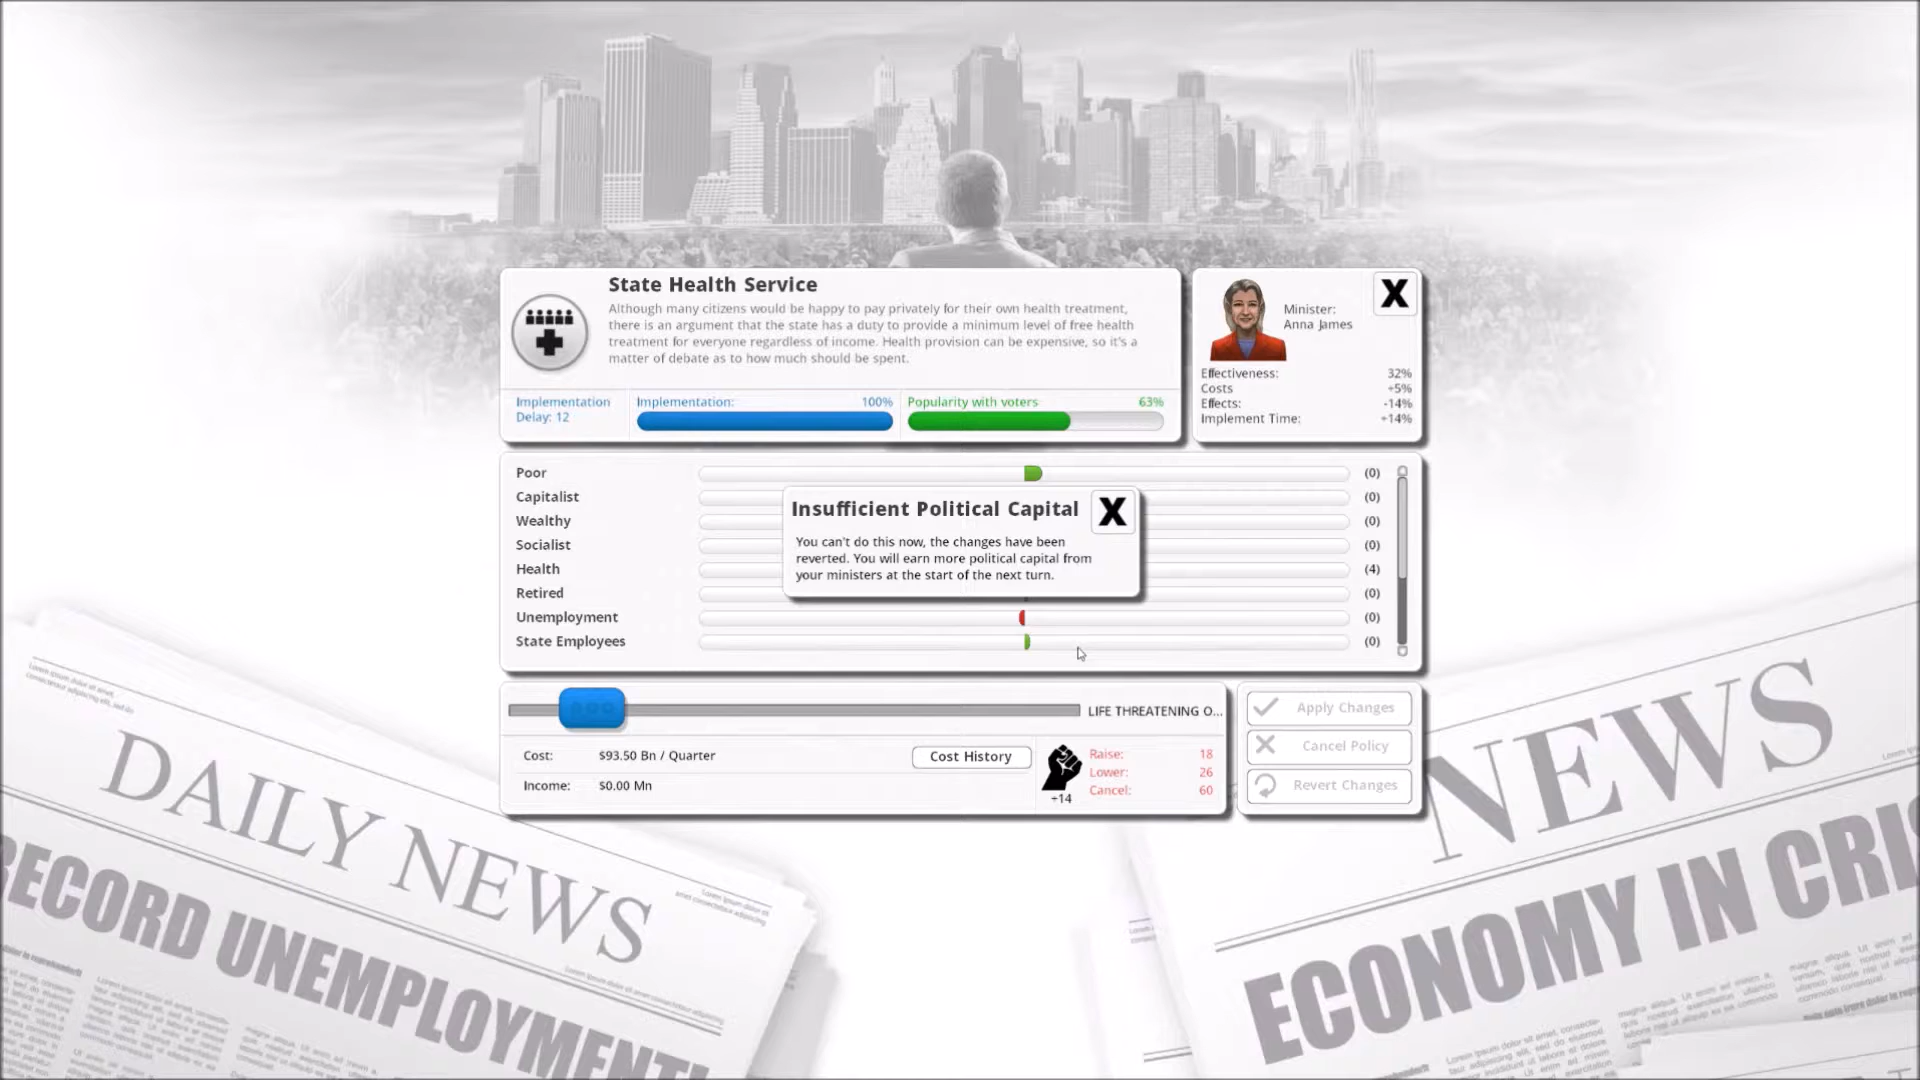 State Health Service
Although many citizens would be happy to pay privately for their own health treatment,
there is an argument that the state has a duty to provide a minimum level of free health
treatment for everyone regardless of income. Health provision can be expensive, so it's a
matter of debate as to how much should be spent.
Implementation
Delay: 12
Implementation: 100%
Popularity with voters 63%
X
Minister:
Anna James
Effectiveness: 32%
Costs +5%
Effects: -14%
Implement Time: +14%
Poor (0)
Capitalist (0)
Wealthy (0)
Socialist (0)
Health (4)
Retired (0)
Unemployment (0)
State Employees (0)
Insufficient Political Capital X
You can't do this now, the changes have been
reverted. You will earn more political capital from
your ministers at the start of the next turn.
LIFE THREATENING O...
Cost: $93.50 Bn / Quarter
Cost History
Income: $0.00 Mn
+14
Raise: 18
Lower: 26
Cancel: 60
Apply Changes
Cancel Policy
Revert Changes
DAILY NEWS
RECORD UNEMPLOYMENT
NEWS
ECONOMY IN CRIS